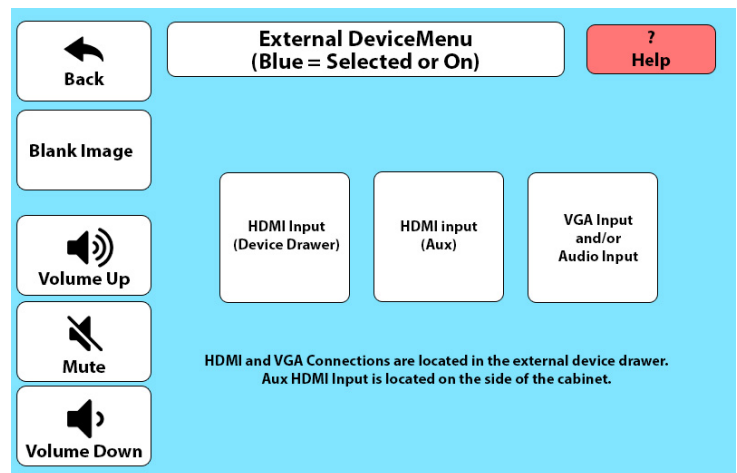 Back
External DeviceMenu
(Blue = Selected or On)
?
Help
Blank Image
Volume Up
Mute
Volume Down
HDMI Input
(Device Drawer)
HDMI input
(Aux)
VGA Input
and/or
Audio Input
HDMI and VGA Connections are located in the external device drawer.
Aux HDMI Input is located on the side of the cabinet.